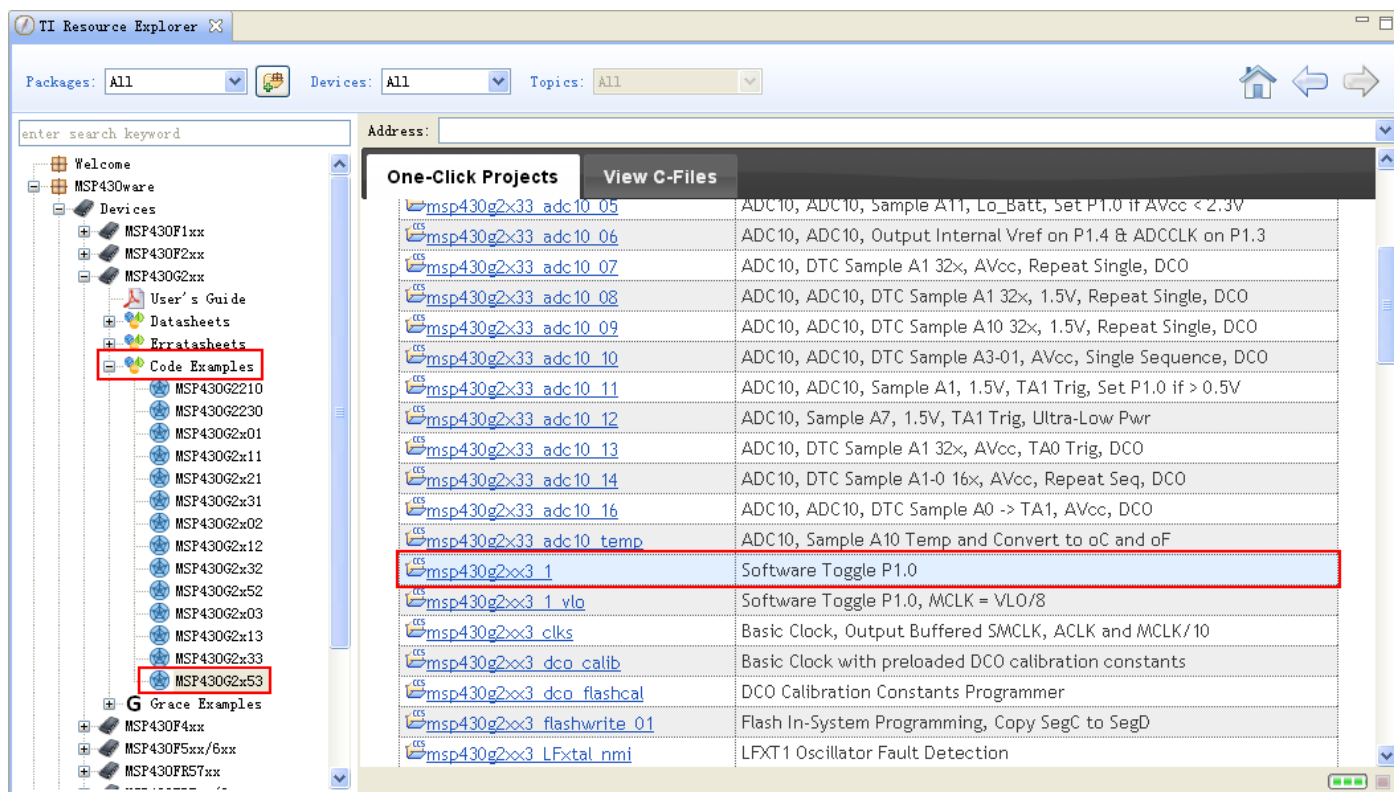 TI Resource Explorer
Packages: All Devices: All Topics: All
enter search keyword
Address:
Welcome
MSP430ware
Devices
MSP430F1xx
MSP430F2xx
MSP430G2xx
User's Guide
Datasheets
Erratasheets
Code Examples
MSP430G2210
MSP430G2230
MSP430G2x01
MSP430G2x11
MSP430G2x21
MSP430G2x31
MSP430G2x02
MSP430G2x12
MSP430G2x32
MSP430G2x52
MSP430G2x03
MSP430G2x13
MSP430G2x33
MSP430G2x53
G Grace Examples
MSP430F4xx
MSP430F5xx/6xx
MSP430FR57xx
One-Click Projects View C-Files
msp430g2x33_adc10_05 ADC10, ADC10, Sample A11, Lo_Batt, Set P1.0 if AVcc < 2.3V
msp430g2x33_adc10_06 ADC10, ADC10, Output Internal Vref on P1.4 & ADCCLK on P1.3
msp430g2x33_adc10_07 ADC10, DTC Sample A1 32x, AVcc, Repeat Single, DCO
msp430g2x33_adc10_08 ADC10, ADC10, DTC Sample A1 32x, 1.5V, Repeat Single, DCO
msp430g2x33_adc10_09 ADC10, ADC10, DTC Sample A10 32x, 1.5V, Repeat Single, DCO
msp430g2x33_adc10_10 ADC10, ADC10, DTC Sample A3-01, AVcc, Single Sequence, DCO
msp430g2x33_adc10_11 ADC10, ADC10, Sample A1, 1.5V, TA1 Trig, Set P1.0 if > 0.5V
msp430g2x33_adc10_12 ADC10, Sample A7, 1.5V, TA1 Trig, Ultra-Low Pwr
msp430g2x33_adc10_13 ADC10, DTC Sample A1 32x, AVcc, TA0 Trig, DCO
msp430g2x33_adc10_14 ADC10, DTC Sample A1-0 16x, AVcc, Repeat Seq, DCO
msp430g2x33_adc10_16 ADC10, ADC10, DTC Sample A0 -> TA1, AVcc, DCO
msp430g2x33_adc10_temp ADC10, Sample A10 Temp and Convert to oC and oF
msp430g2xx3_1 Software Toggle P1.0
msp430g2xx3_1_vlo Software Toggle P1.0, MCLK = VLO/8
msp430g2xx3_clks Basic Clock, Output Buffered SMCLK, ACLK and MCLK/10
msp430g2xx3_dco_calib Basic Clock with preloaded DCO calibration constants
msp430g2xx3_dco_flashcal DCO Calibration Constants Programmer
msp430g2xx3_flashwrite_01 Flash In-System Programming, Copy SegC to SegD
msp430g2xx3_LFxtal_nmi LFXT1 Oscillator Fault Detection